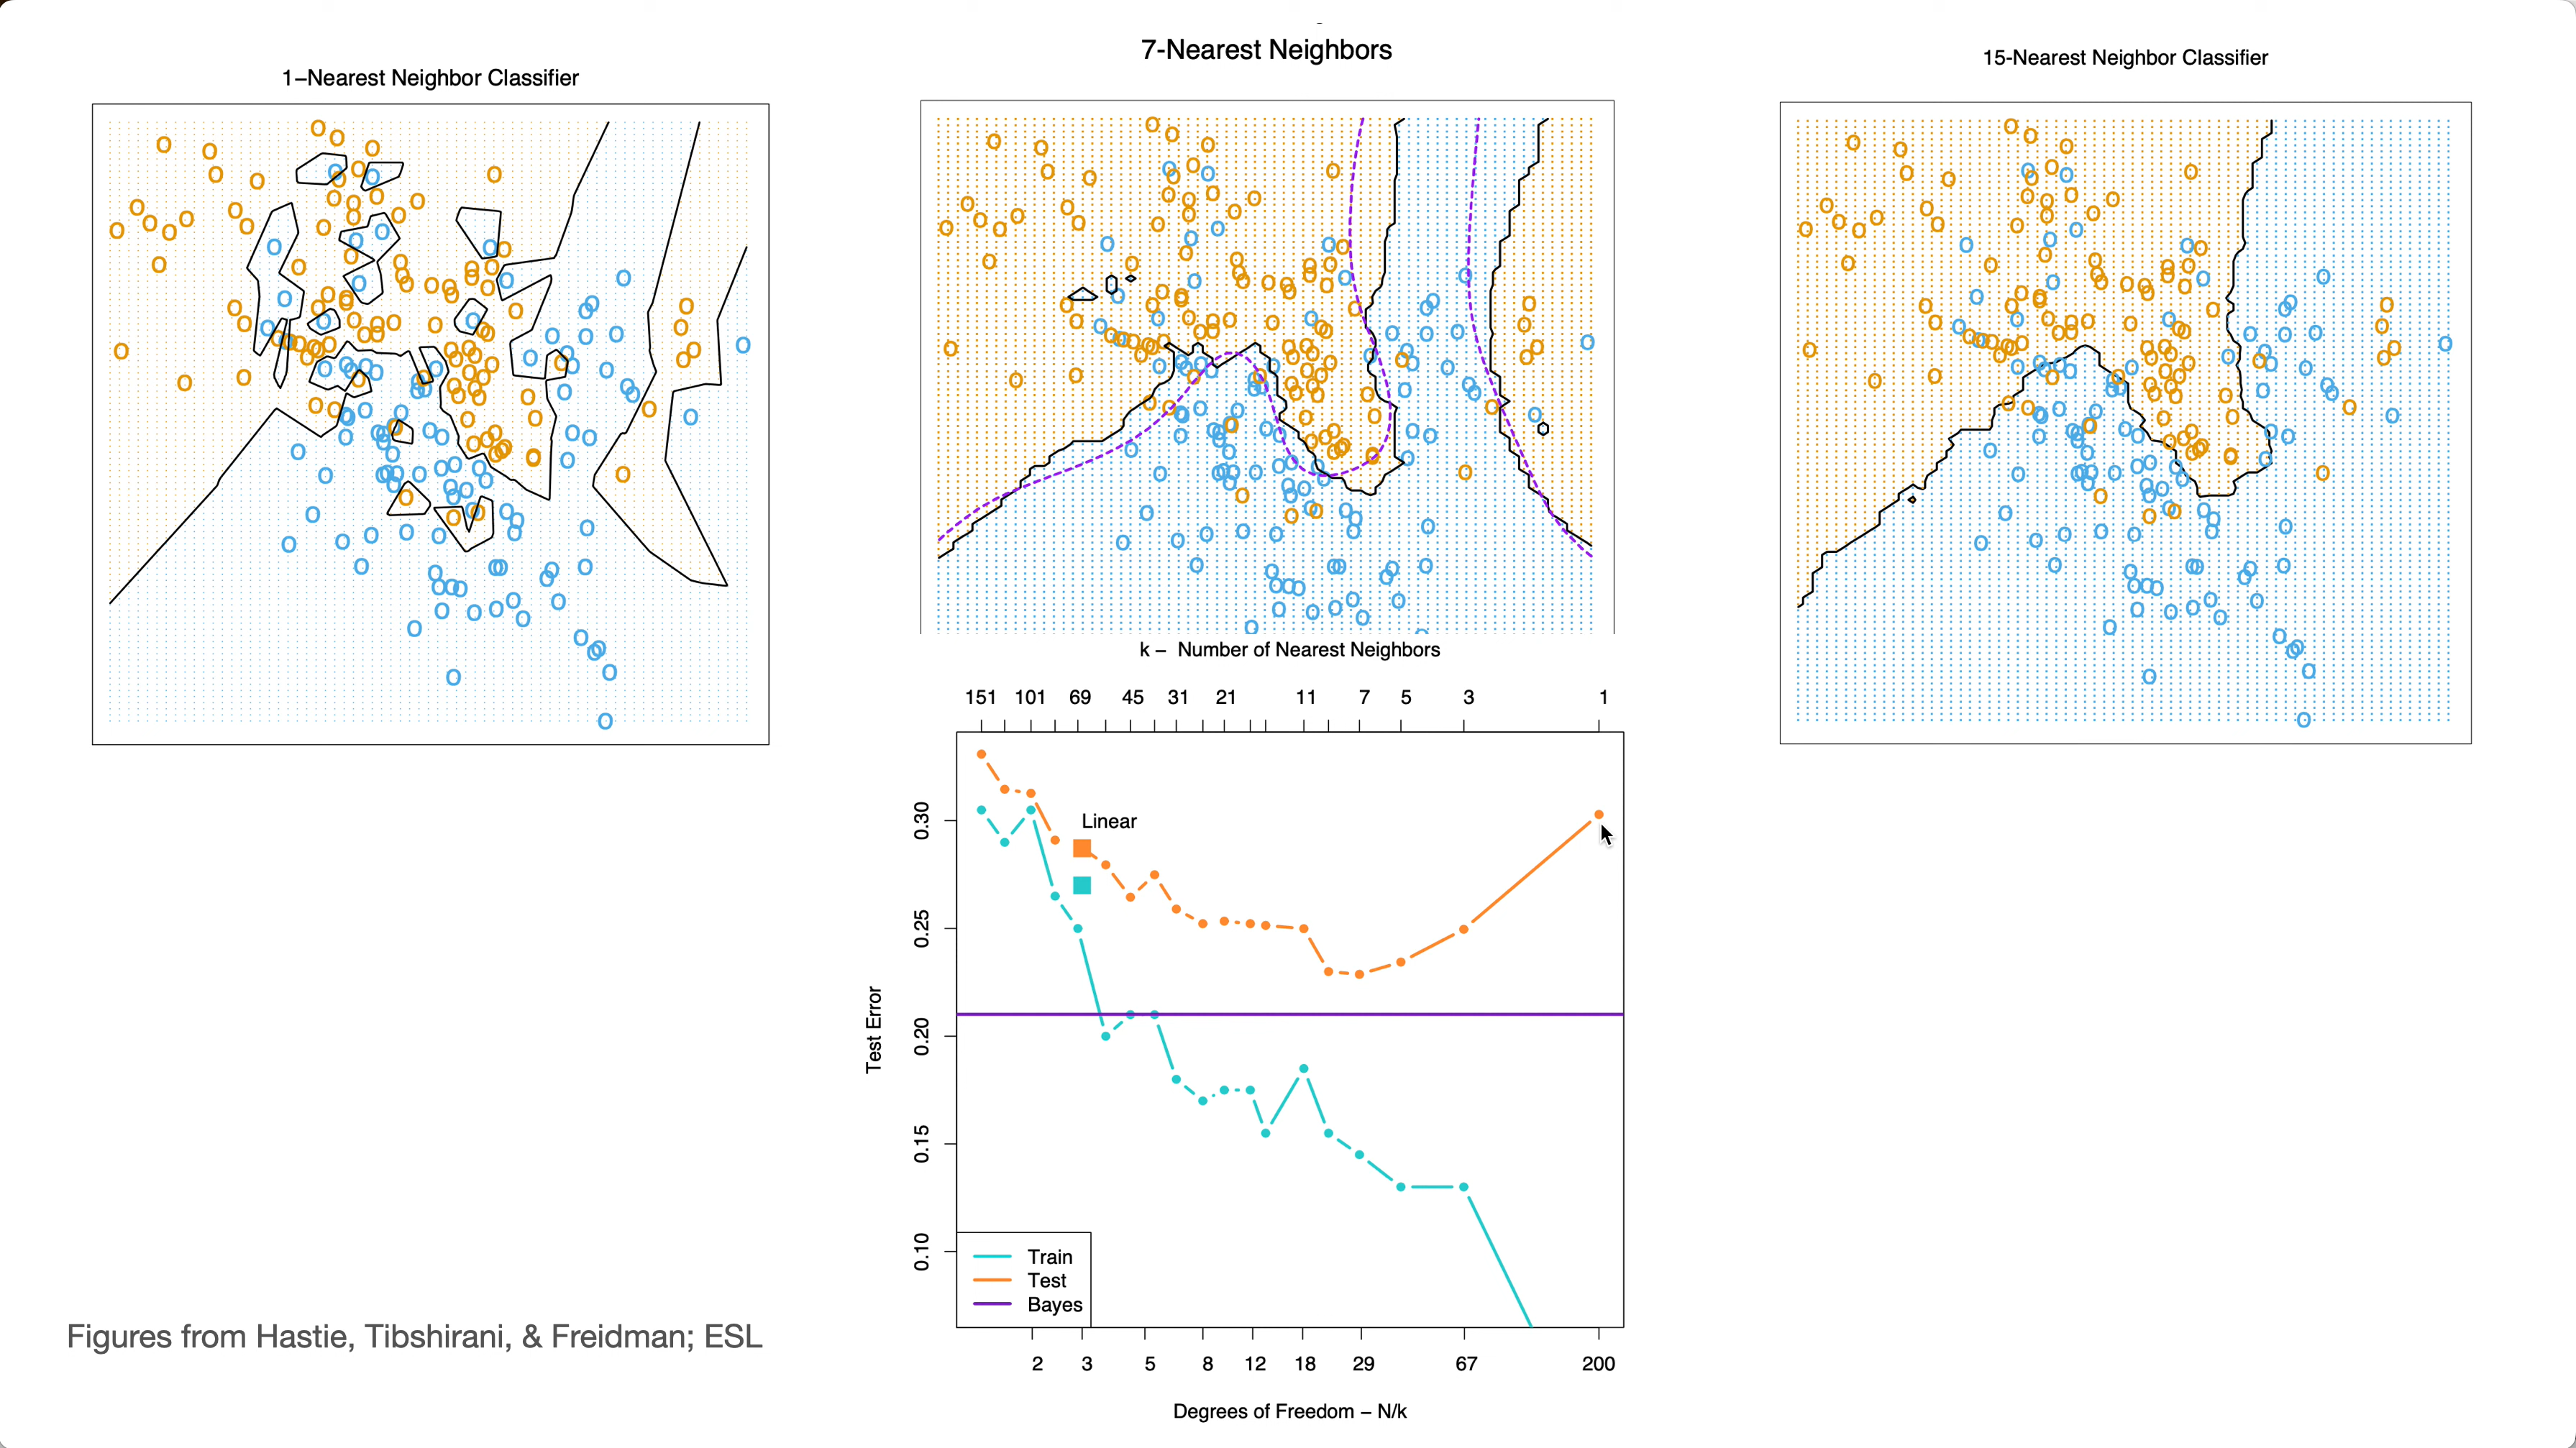 1–Nearest Neighbor Classifier
7-Nearest Neighbors
15-Nearest Neighbor Classifier
k – Number of Nearest Neighbors
151 101 69 45 31 21 11 7 5 3 1
Linear
0.30
0.25
0.20
0.15
0.10
Test Error
Train
Test
Bayes
2 3 5 8 12 18 29 67 200
Degrees of Freedom – N/k
Figures from Hastie, Tibshirani, & Freidman; ESL